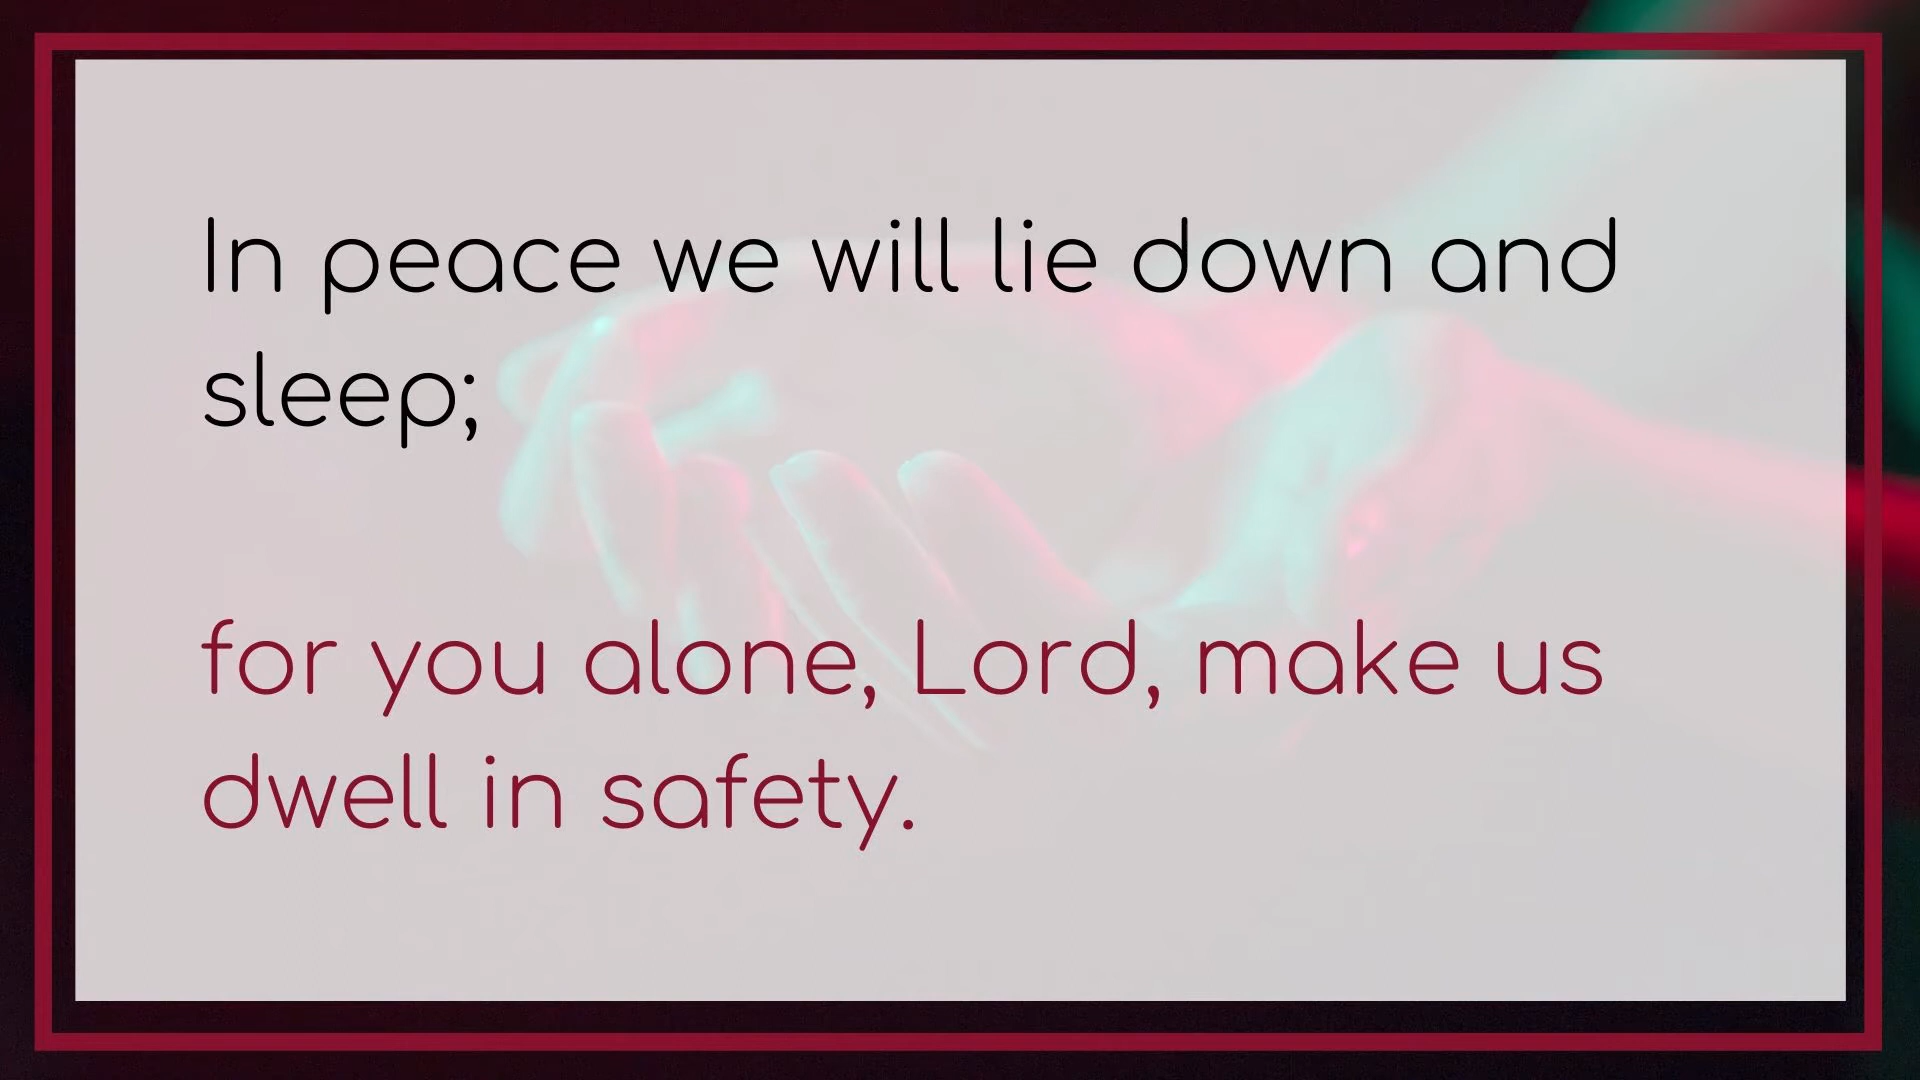 In peace we will lie down and
sleep;
for you alone, Lord, make us
dwell in safety.